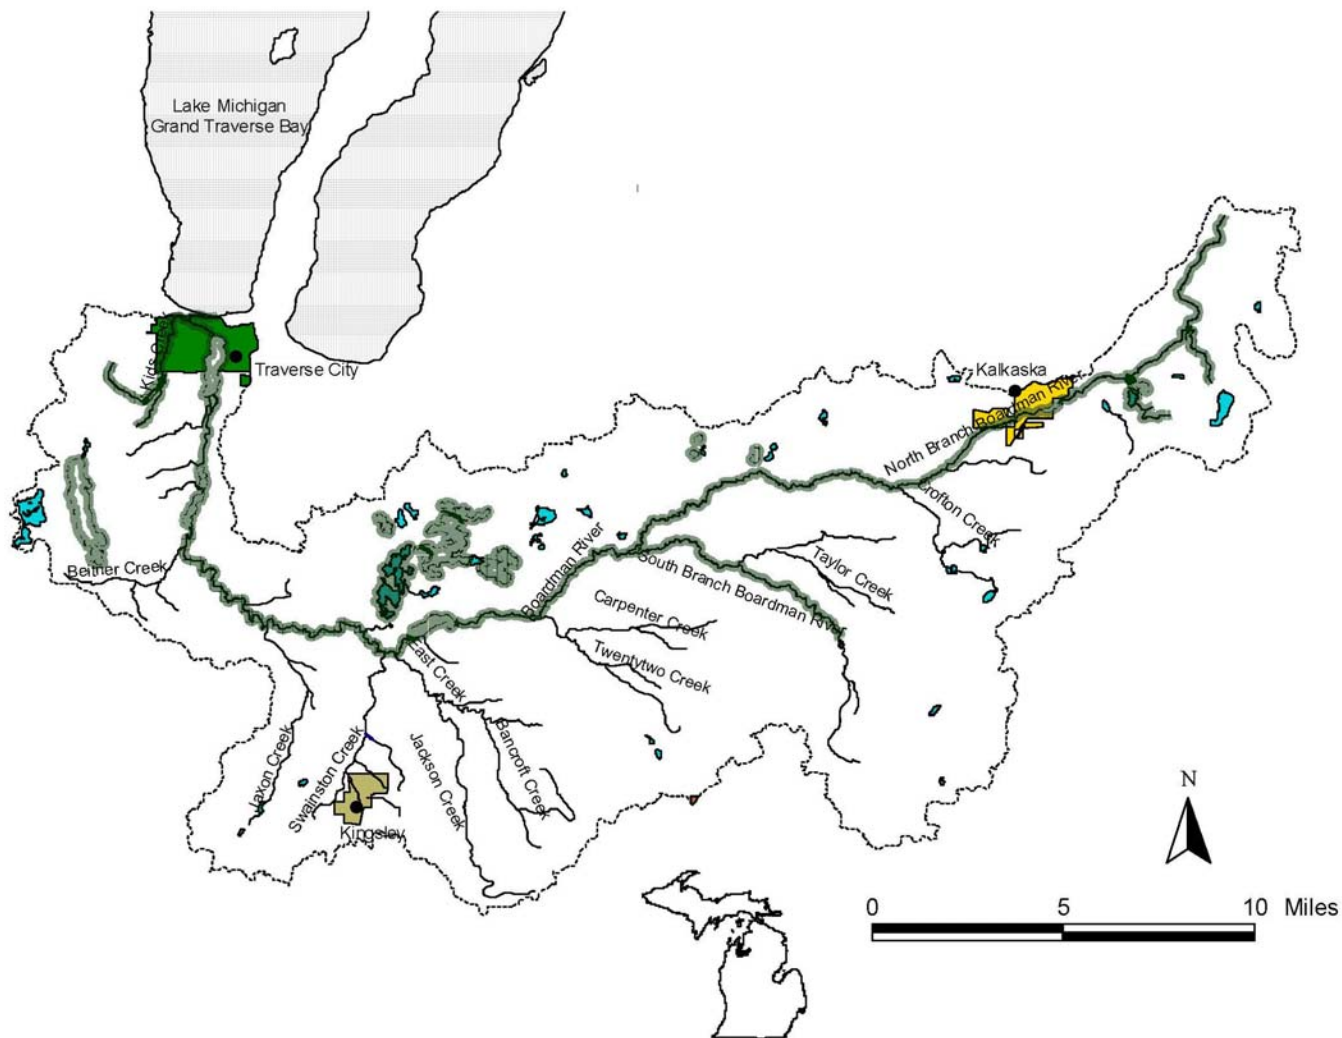 Lake Michigan
Grand Traverse Bay
Kids
Traverse City
Kalkaska
North Branch Boardman River
Crofton Creek
Beitner Creek
Boardman River
South Branch Boardman River
Taylor Creek
Carpenter Creek
Twentytwo Creek
East Creek
Jaxon Creek
Swainston Creek
Jackson Creek
Bancroft Creek
Kingsley
N
0 5 10 Miles